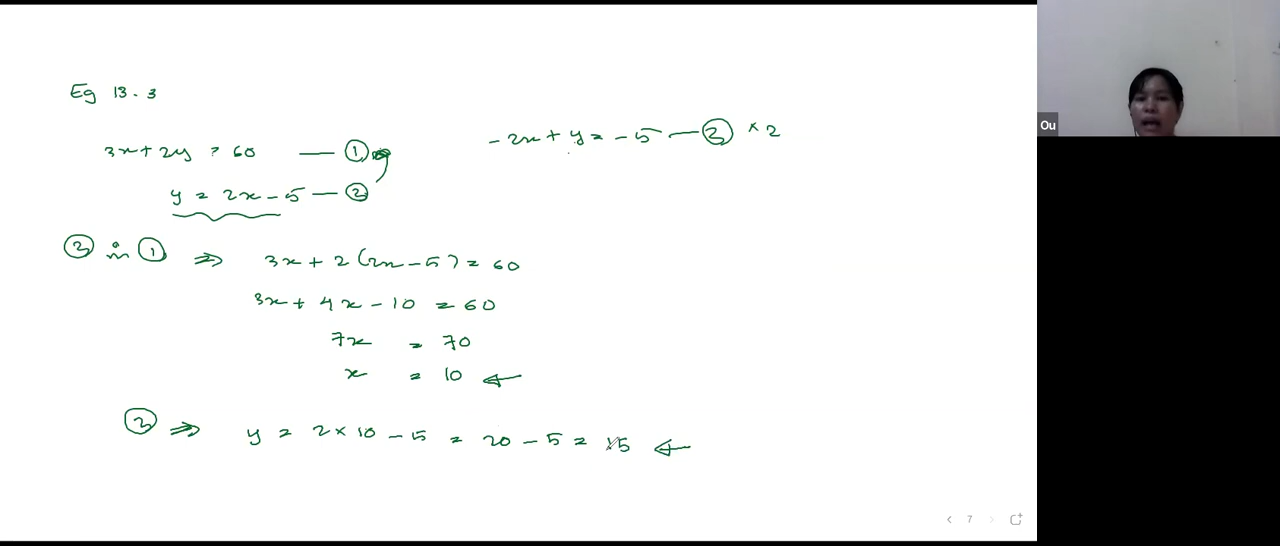 Eg 13.3
3x + 2y = 60 — ①
y = 2x - 5 — ②
- 2x + y = - 5 — ② × 2
② in ① ⇒ 3x + 2(2x - 5) = 60
3x + 4x - 10 = 60
7x = 70
x = 10 ⇐
② ⇒ y = 2 × 10 - 5 = 20 - 5 = 15 ⇐
Ou
7